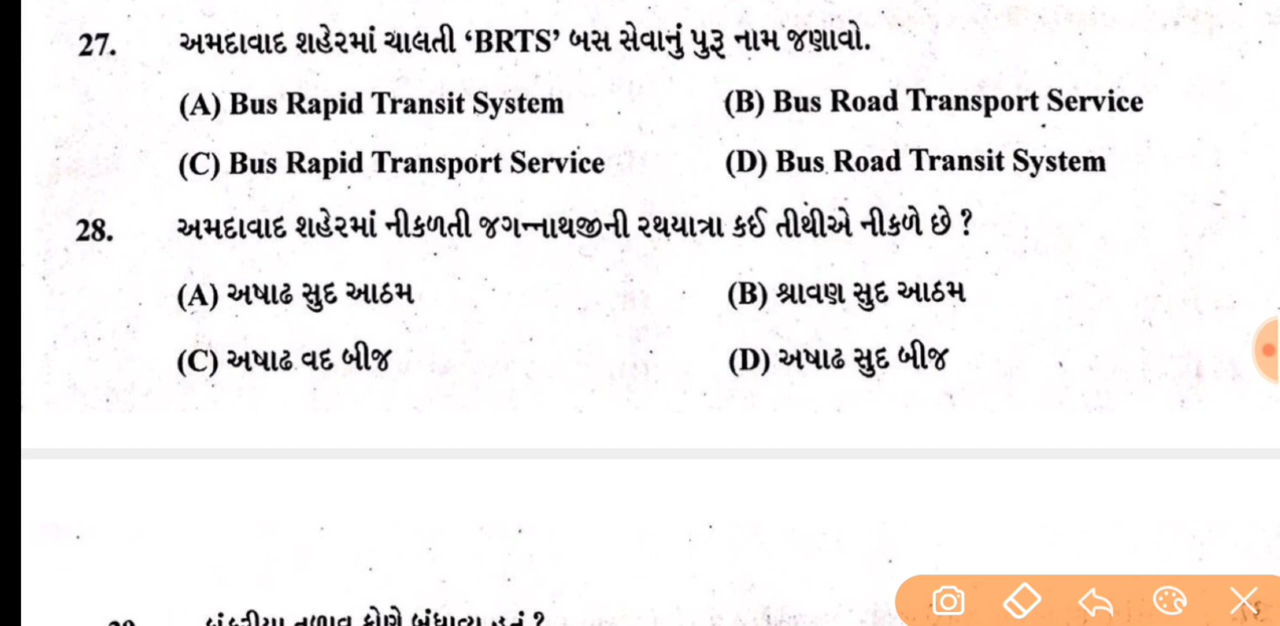 27. અમદાવાદ શહેરમાં ચાલતી ‘BRTS’ બસ સેવાનું પુરૂ નામ જણાવો.
(A) Bus Rapid Transit System (B) Bus Road Transport Service
(C) Bus Rapid Transport Service (D) Bus Road Transit System
28. અમદાવાદ શહેરમાં નીકળતી જગન્નાથજીની રથયાત્રા કઈ તીથીએ નીકળે છે ?
(A) અષાઢ સુદ આઠમ (B) શ્રાવણ સુદ આઠમ
(C) અષાઢ વદ બીજ (D) અષાઢ સુદ બીજ
કોણે